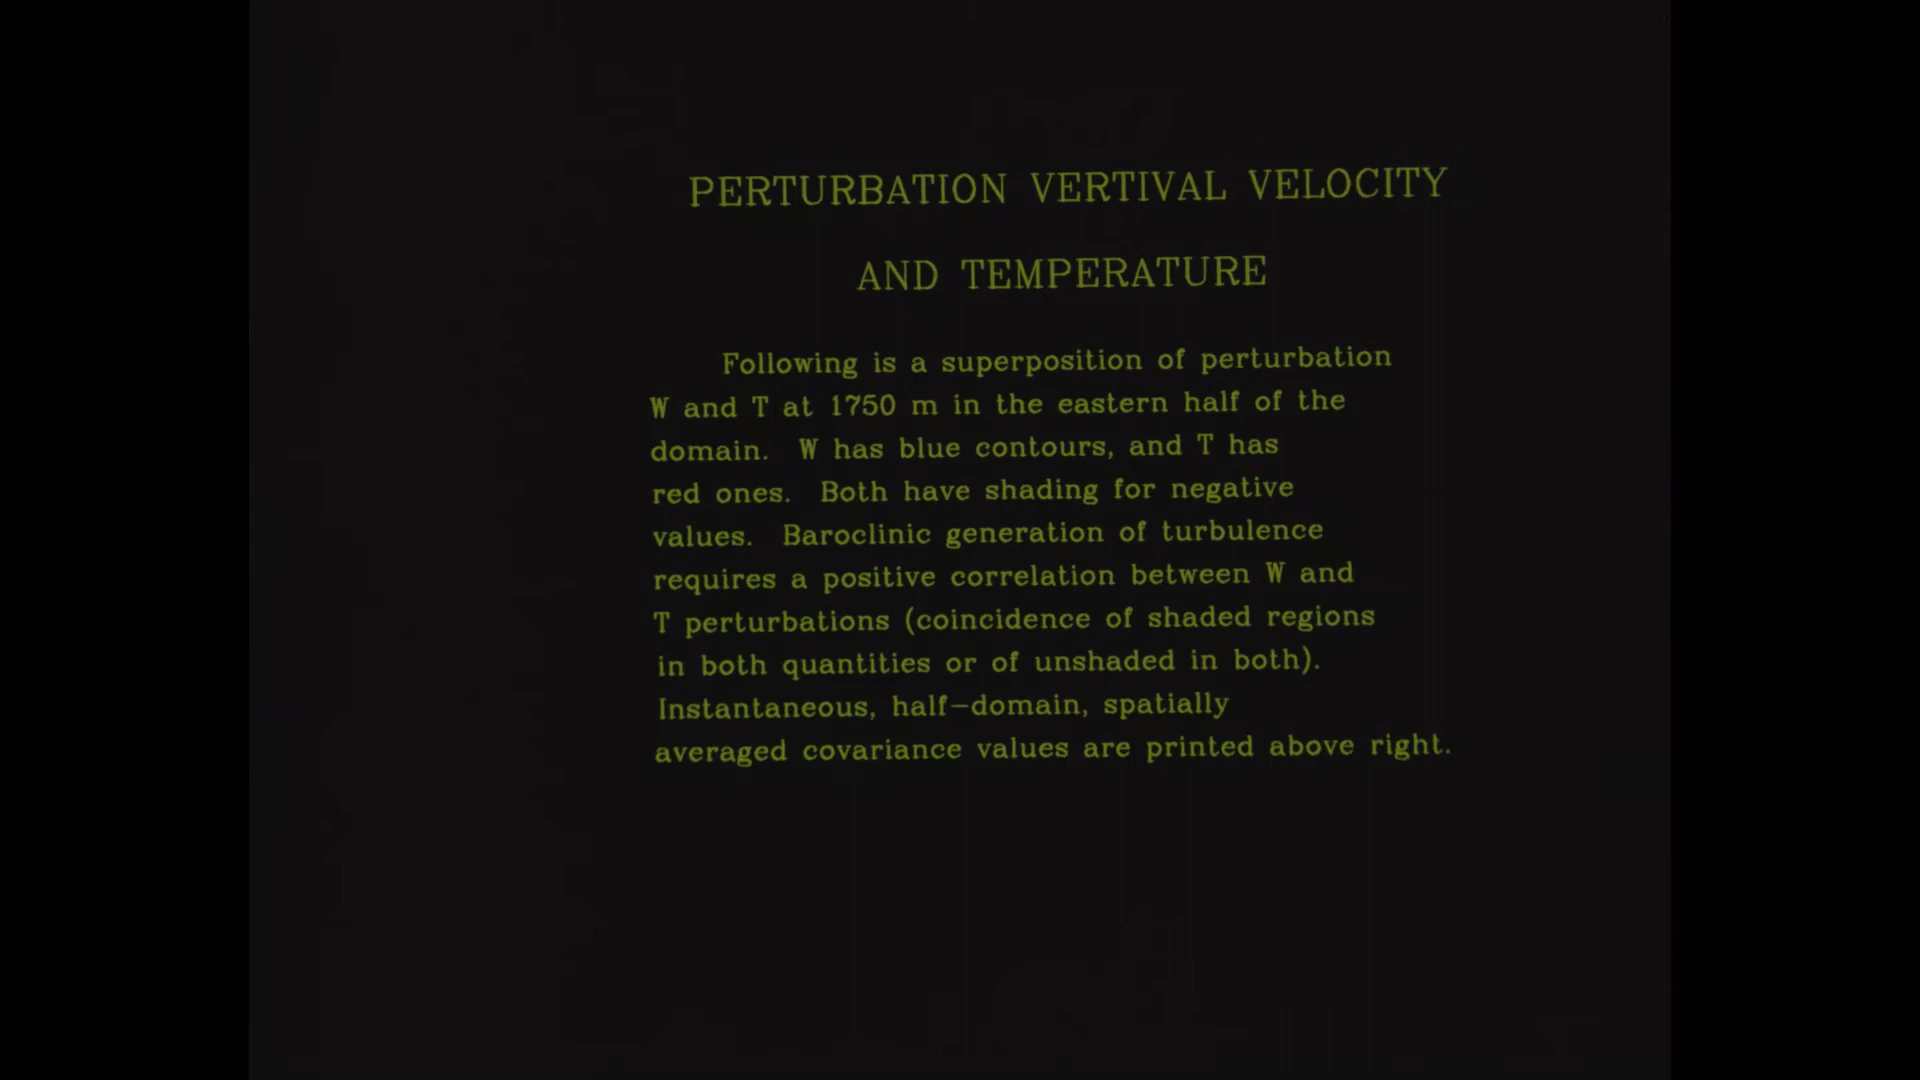 PERTURBATION VERTIVAL VELOCITY
AND TEMPERATURE
Following is a superposition of perturbation
W and T at 1750 m in the eastern half of the
domain. W has blue contours, and T has
red ones. Both have shading for negative
values. Baroclinic generation of turbulence
requires a positive correlation between W and
T perturbations (coincidence of shaded regions
in both quantities or of unshaded in both).
Instantaneous, half-domain, spatially
averaged covariance values are printed above right.